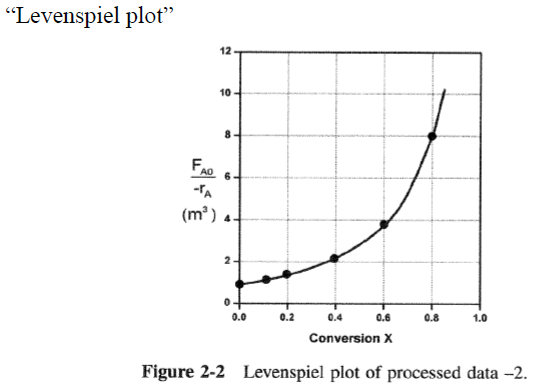 “Levenspiel plot”
12
10
8
6
4
2
0
F_A0
-r_A
(m³)
0.0 0.2 0.4 0.6 0.8 1.0
Conversion X
Figure 2-2 Levenspiel plot of processed data –2.